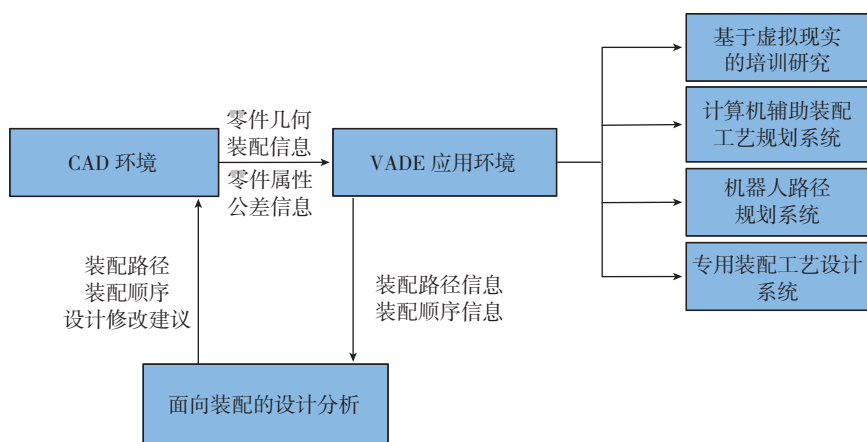 基于虚拟现实
的培训研究
零件几何
装配信息
计算机辅助装配
工艺规划系统
CAD 环境
VADE 应用环境
零件属性
公差信息
机器人路径
规划系统
装配路径
装配顺序
设计修改建议
装配路径信息
装配顺序信息
专用装配工艺设计
系统
面向装配的设计分析